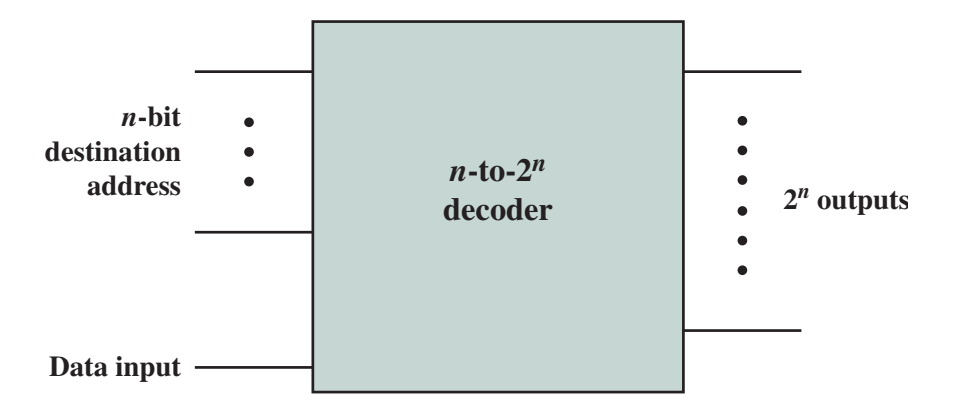 n-bit
destination
address
Data input
n-to-2ⁿ
decoder
2ⁿ outputs